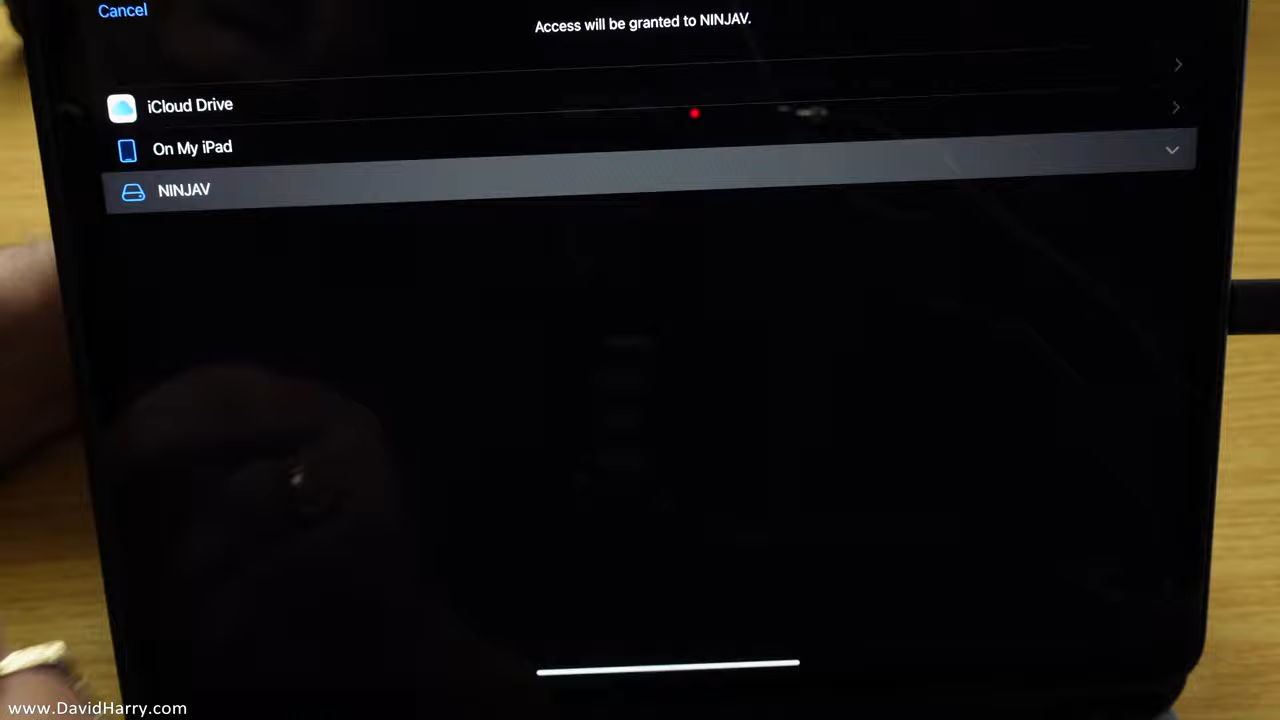 Cancel
Access will be granted to NINJAV.
iCloud Drive
On My iPad
NINJAV
www.DavidHarry.com